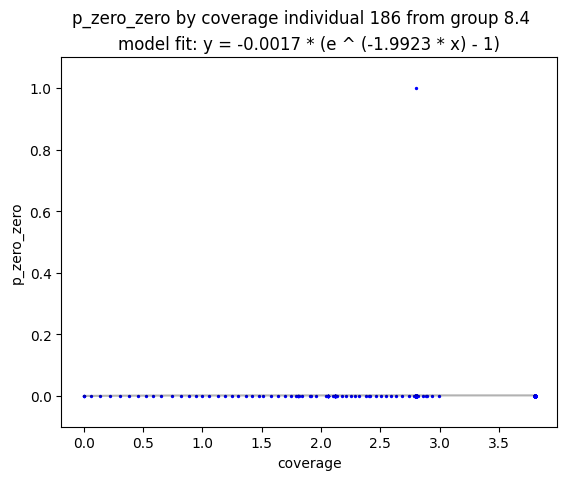 p_zero_zero by coverage individual 186 from group 8.4
model fit: y = -0.0017 * (e ^ (-1.9923 * x) - 1)
1.0
0.8
0.6
0.4
0.2
0.0
p_zero_zero
0.0 0.5 1.0 1.5 2.0 2.5 3.0 3.5
coverage